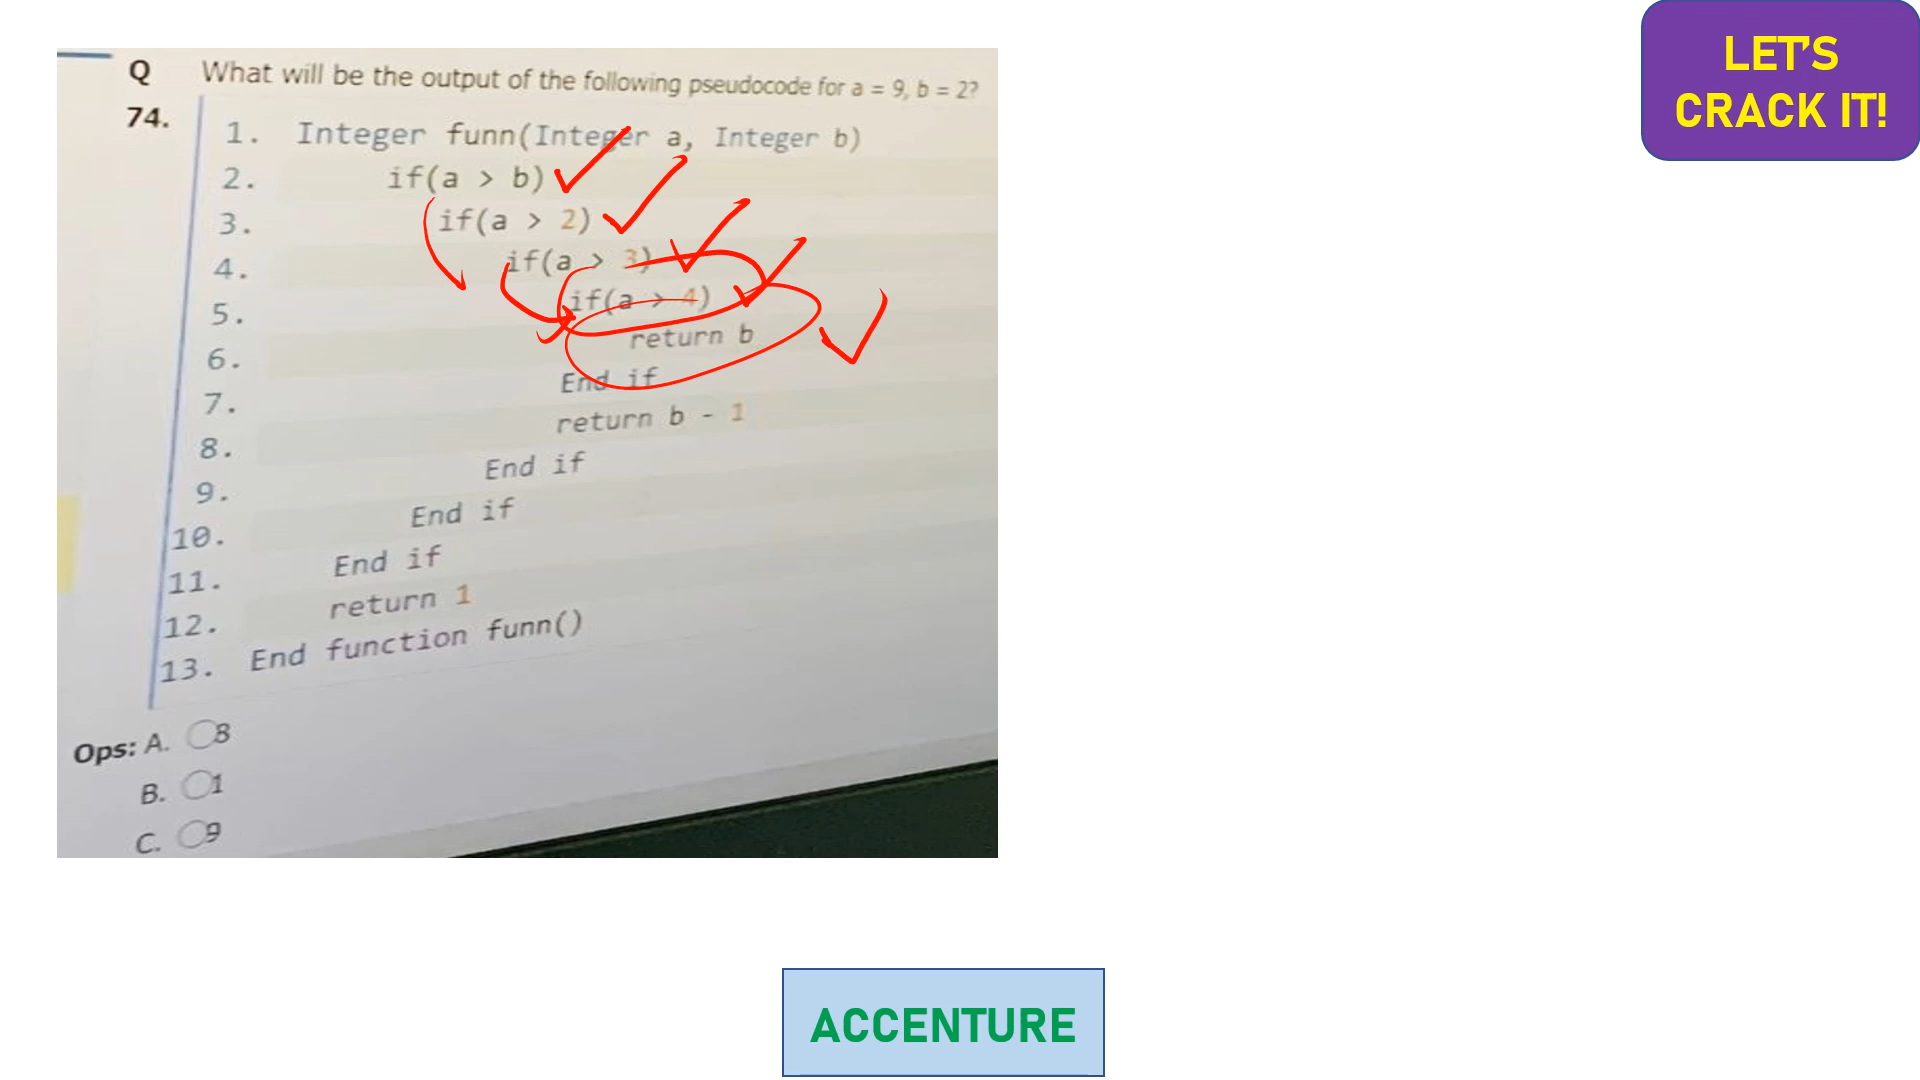 LET'S
CRACK IT!
Q What will be the output of the following pseudocode for a = 9, b = 2?
74.
1. Integer funn(Integer a, Integer b)
2. if(a > b)
3. if(a > 2)
4. if(a > 3)
5. if(a > 4)
6. return b
7. End if
8. return b - 1
9. End if
10. End if
11. End if
12. return 1
13. End function funn()
Ops: A. 3
B. 1
C. 9
ACCENTURE